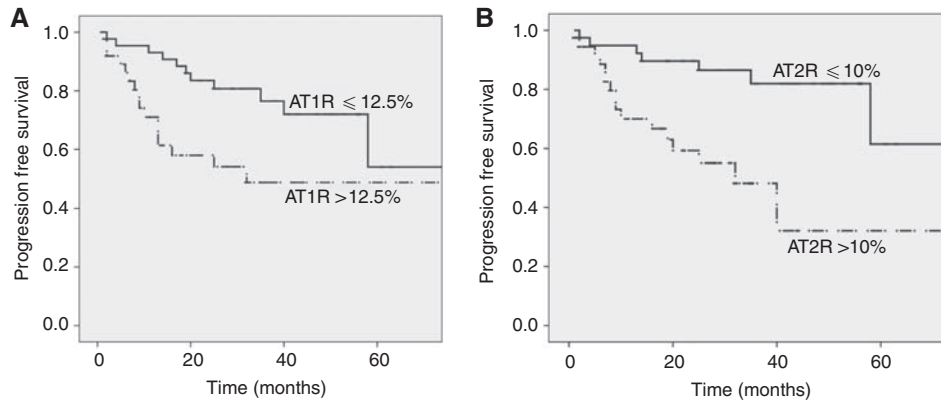 A
Progression free survival
1.0
0.8
0.6
0.4
0.2
0.0
AT1R ⩽ 12.5%
AT1R >12.5%
0 20 40 60
Time (months)
B
Progression free survival
1.0
0.8
0.6
0.4
0.2
0.0
AT2R ⩽ 10%
AT2R >10%
0 20 40 60
Time (months)